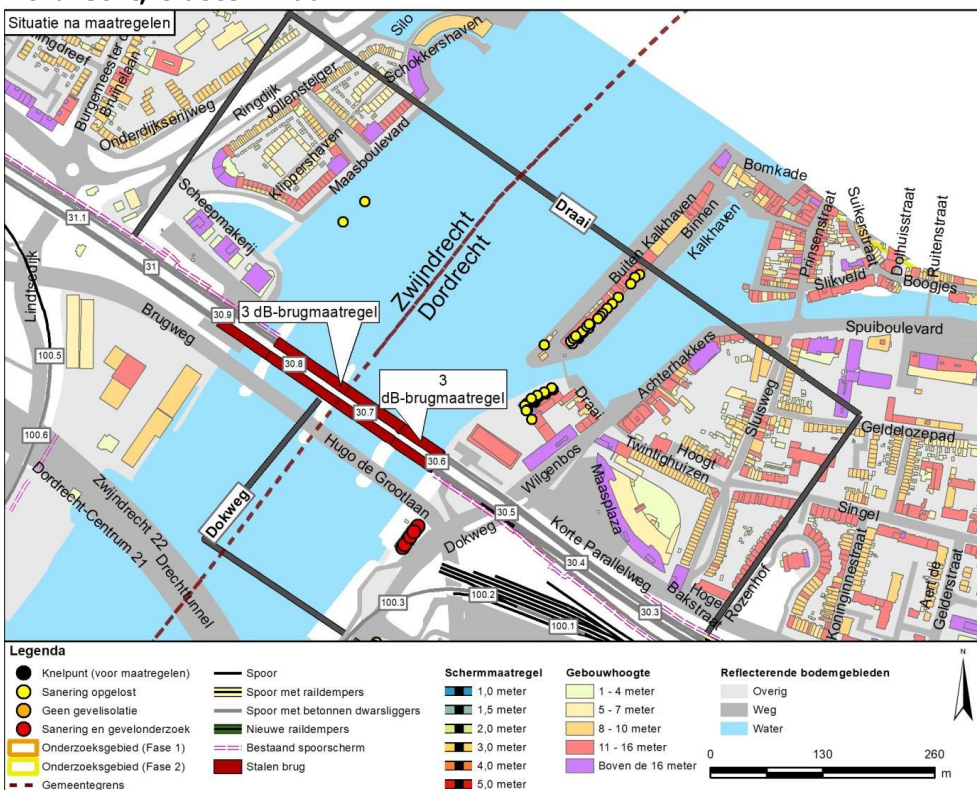 Situatie na maatregelen
Silo
Schokkershaven
Burgemeester de
Bruinelaan
Ringdijk
Jollensteiger
Onderdijkserijweg
Klippershaven
Maasboulevard
Scheepmakerij
Zwijndrecht
Dordrecht
Draai
Bomkade
Buiten Kalkhaven
Binnen
Kalkhaven
Prinsenstraat
Suikerstraat
Ruitenstraat
Slikveld
Boogjes
Spuiboulevard
31.1
31
30.9
30.8
30.7
30.6
30.5
30.4
30.3
3 dB-brugmaatregel
3
dB-brugmaatregel
Lindtsedijk
Brugweg
100.5
100.6
Achterhakkers
Draai
Sluisweg
Geldelozepad
Wilgenbos
Hoogt
Twintighuizen
Maasplaza
Singel
Hugo de Grootlaan
Dokweg
Dokweg
Korte Parallelweg
Zwijndrecht 22
Drechttunnel
Dordrecht-Centrum 21
100.3
100.2
100.1
Hoge
Bakstraat
Rozenhof
Koninginnestraat
Aert de
Gelderstraat
Legenda
Knelpunt (voor maatregelen)
Sanering opgelost
Geen gevelisolatie
Sanering en gevelonderzoek
Onderzoeksgebied (Fase 1)
Onderzoeksgebied (Fase 2)
Gemeentegrens
Spoor
Spoor met raildempers
Spoor met betonnen dwarsliggers
Nieuwe raildempers
Bestaand spoorscherm
Stalen brug
Schermmaatregel
1,0 meter
1,5 meter
2,0 meter
3,0 meter
4,0 meter
5,0 meter
Gebouwhoogte
1 - 4 meter
5 - 7 meter
8 - 10 meter
11 - 16 meter
Boven de 16 meter
Reflecterende bodemgebieden
Overig
Weg
Water
N
0 130 260
m